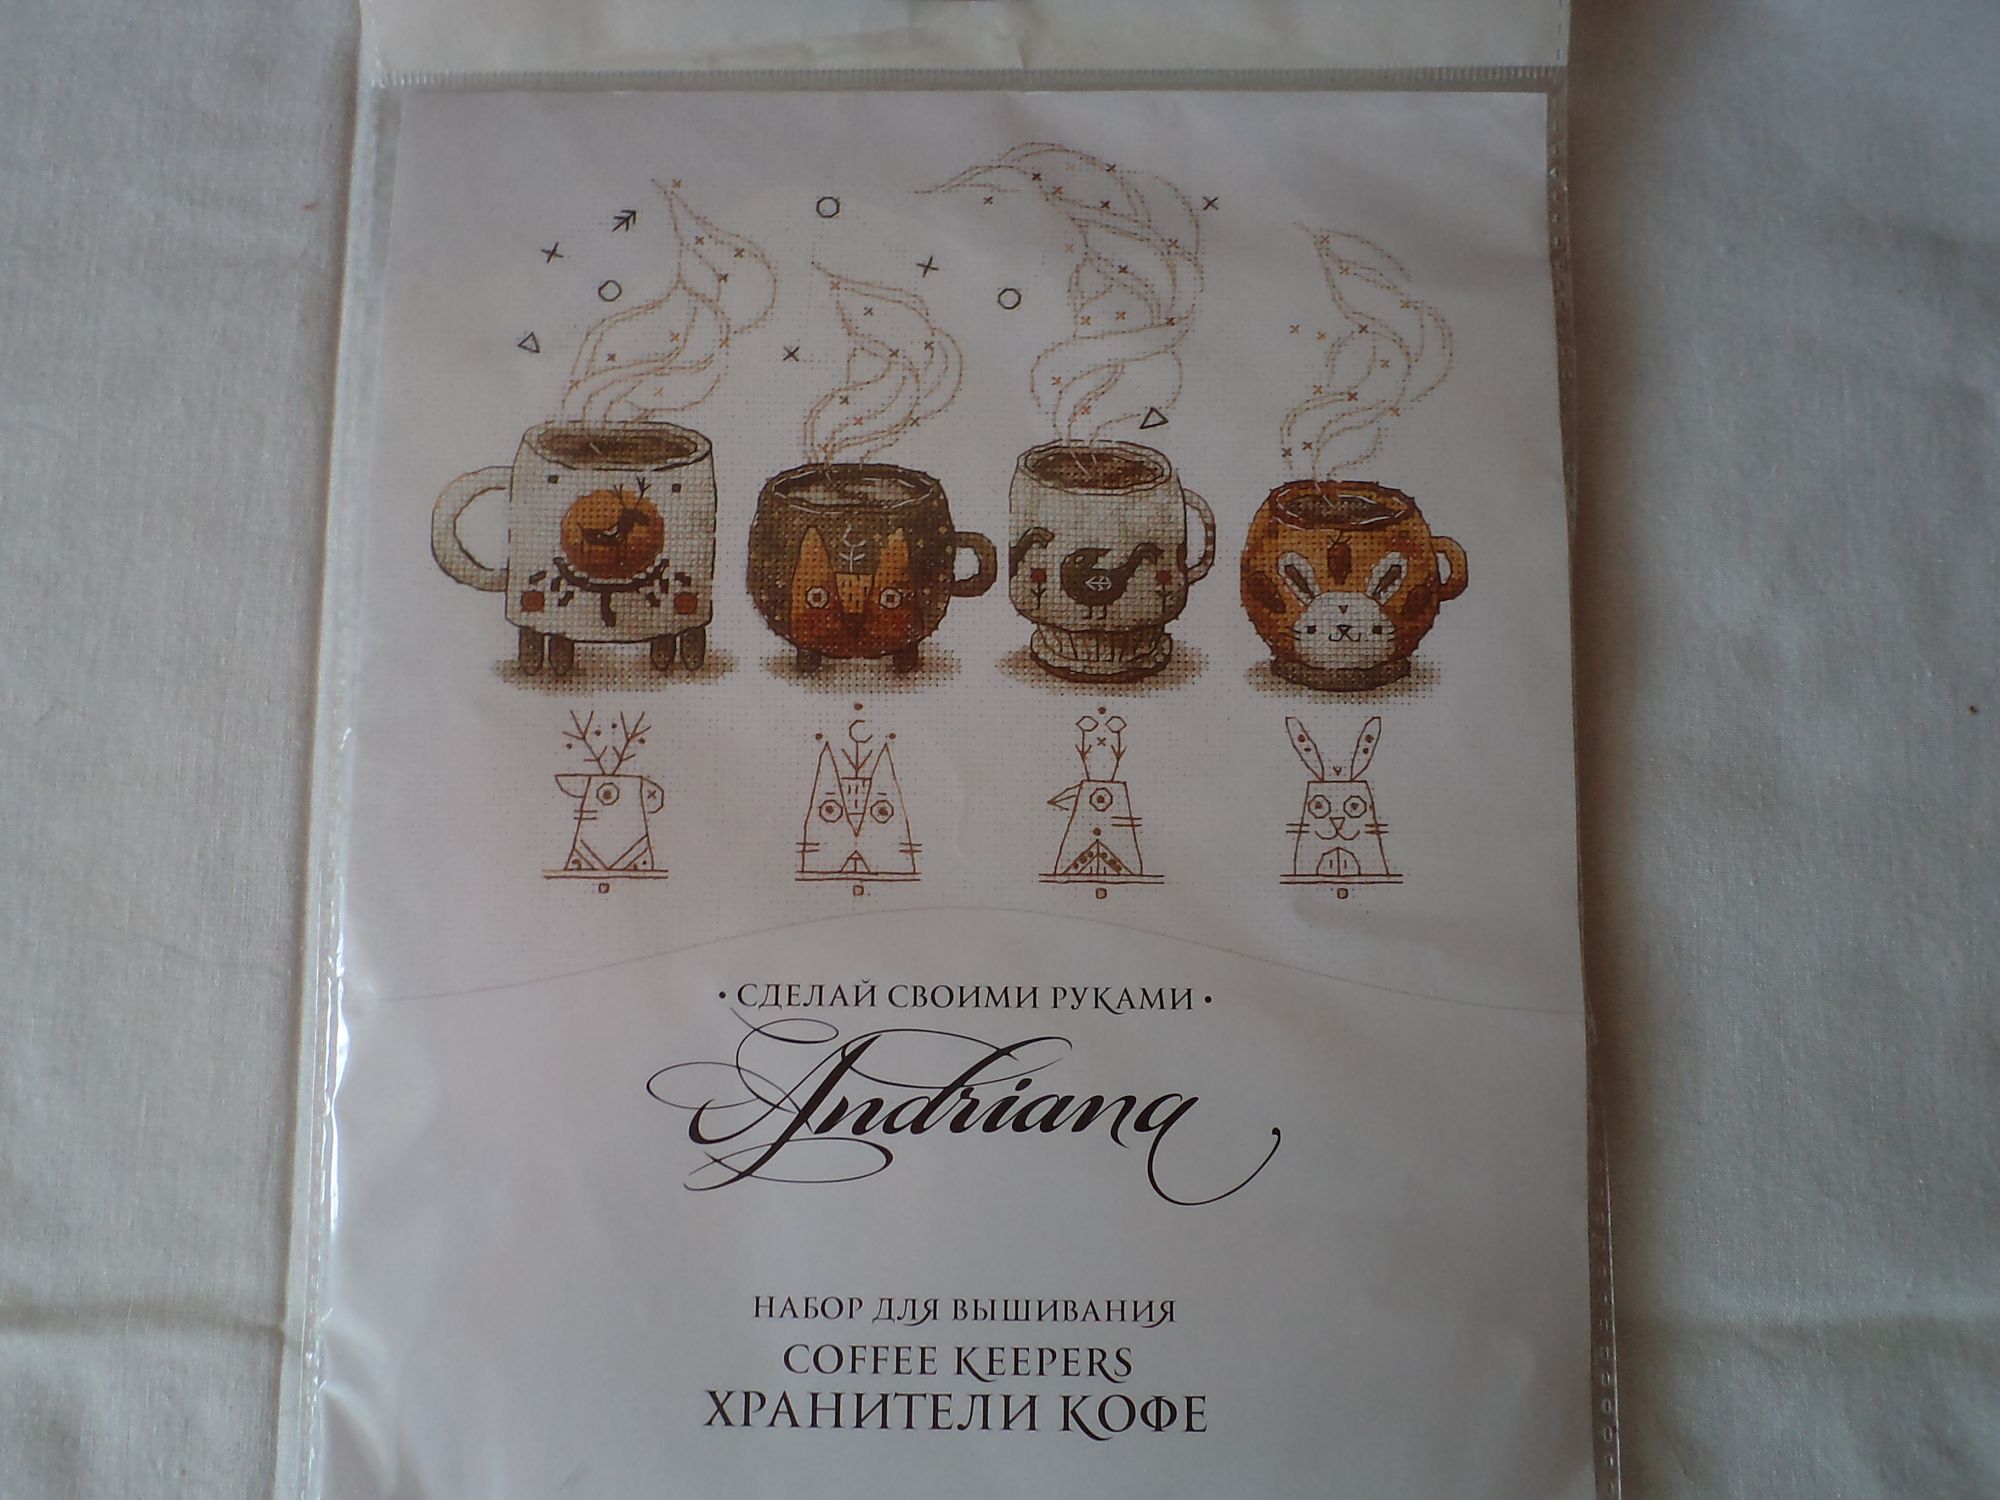 • СДЕЛАЙ СВОИМИ РУКАМИ •
Andriana
НАБОР ДЛЯ ВЫШИВАНИЯ
COFFEE KEEPERS
ХРАНИТЕЛИ КОФЕ